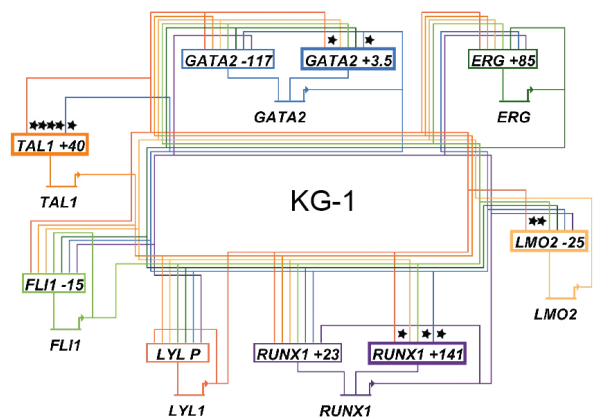 GATA2 -117
GATA2 +3.5
ERG +85
GATA2
ERG
TAL1 +40
TAL1
KG-1
LMO2 -25
LMO2
FLI1 -15
FLI1
LYL P
RUNX1 +23
RUNX1 +141
LYL1
RUNX1